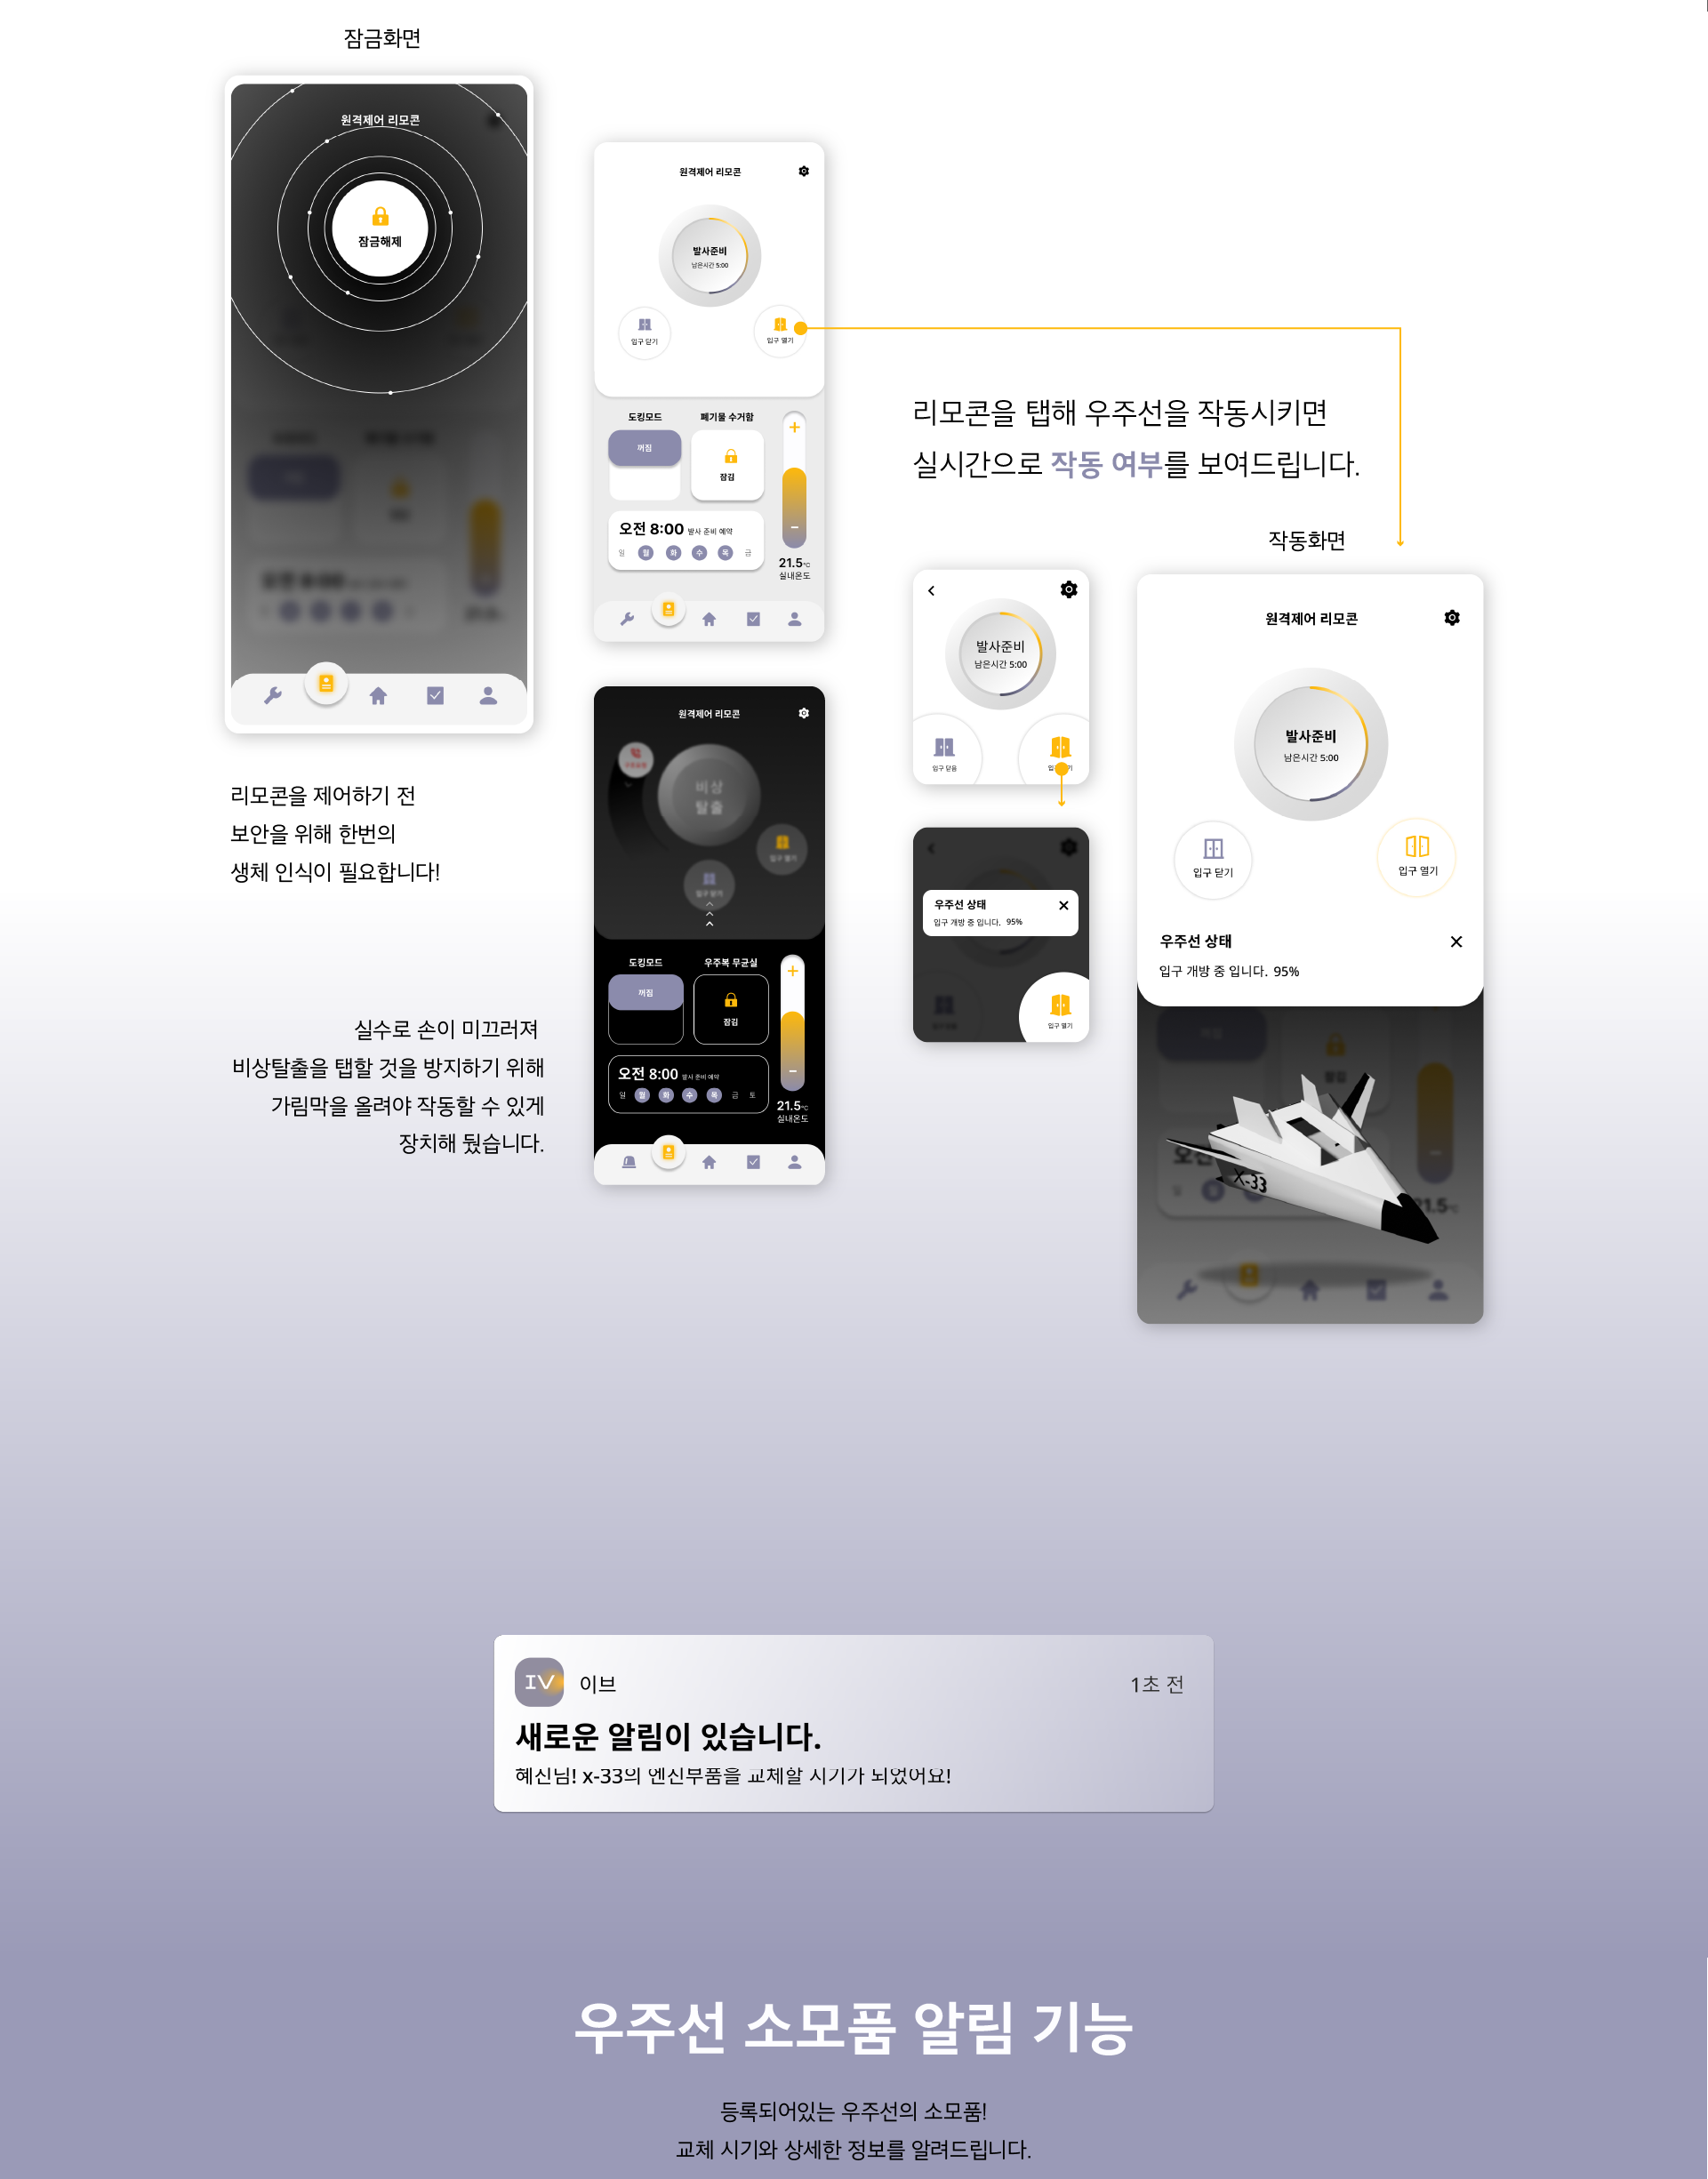 잠금화면
원격제어 리모콘
잠금해제
리모콘을 제어하기 전
보안을 위해 한번의
생체 인식이 필요합니다!
원격제어 리모콘
발사준비
남은시간 5:00
입구 닫기
입구 열기
도킹모드
폐기물 수거함
꺼짐
잠김
오전 8:00 발사 준비 예약
일 월 화 수 목 금
21.5°C
실내온도
리모콘을 탭해 우주선을 작동시키면
실시간으로 작동 여부를 보여드립니다.
작동화면
원격제어 리모콘
비상
탈출
입구 열기
입구 닫기
도킹모드
우주복 무균실
꺼짐
잠김
오전 8:00 발사 준비 예약
일 월 화 수 목 금 토
21.5°C
실내온도
실수로 손이 미끄러져
비상탈출을 탭할 것을 방지하기 위해
가림막을 올려야 작동할 수 있게
장치해 뒀습니다.
발사준비
남은시간 5:00
입구 닫음
우주선 상태
입구 개방 중 입니다. 95%
입구 열기
원격제어 리모콘
발사준비
남은시간 5:00
입구 닫기
입구 열기
우주선 상태
입구 개방 중 입니다. 95%
X-33
21.5°C
IV
이브
1초 전
새로운 알림이 있습니다.
혜진님! x-33의 엔진부품을 교체할 시기가 되었어요!
우주선 소모품 알림 기능
등록되어있는 우주선의 소모품!
교체 시기와 상세한 정보를 알려드립니다.